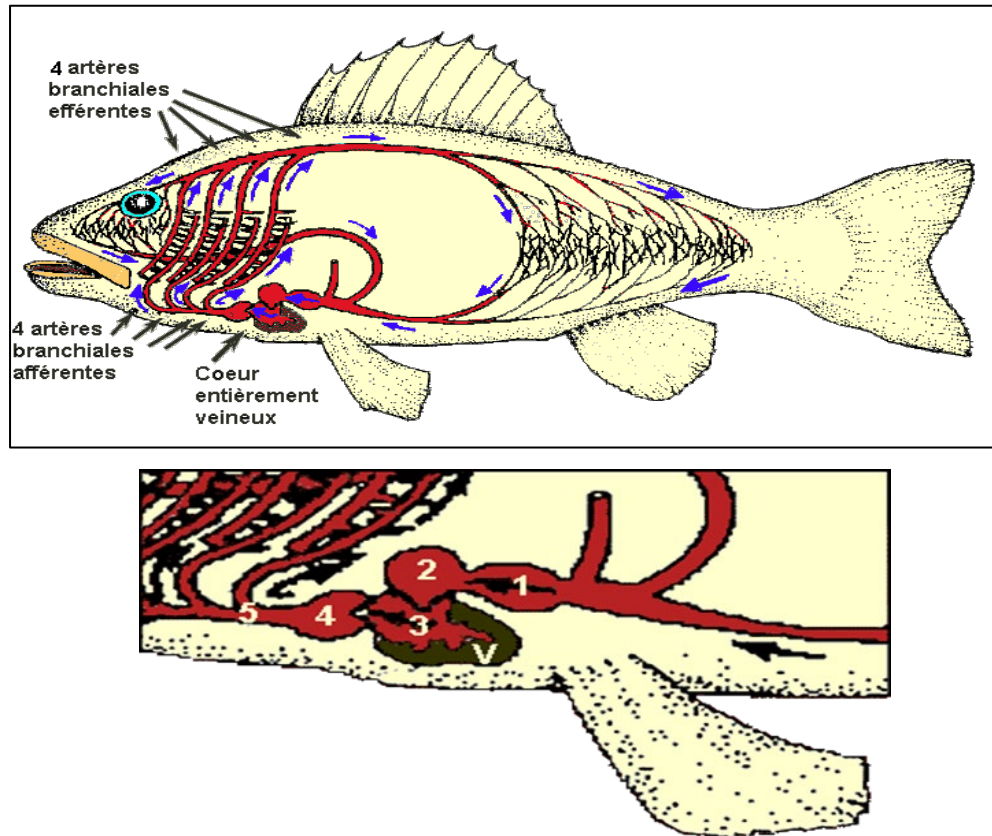 4 artères
branchiales
efférentes
4 artères
branchiales
afférentes
Coeur
entièrement
veineux
2
1
5
4
3
V